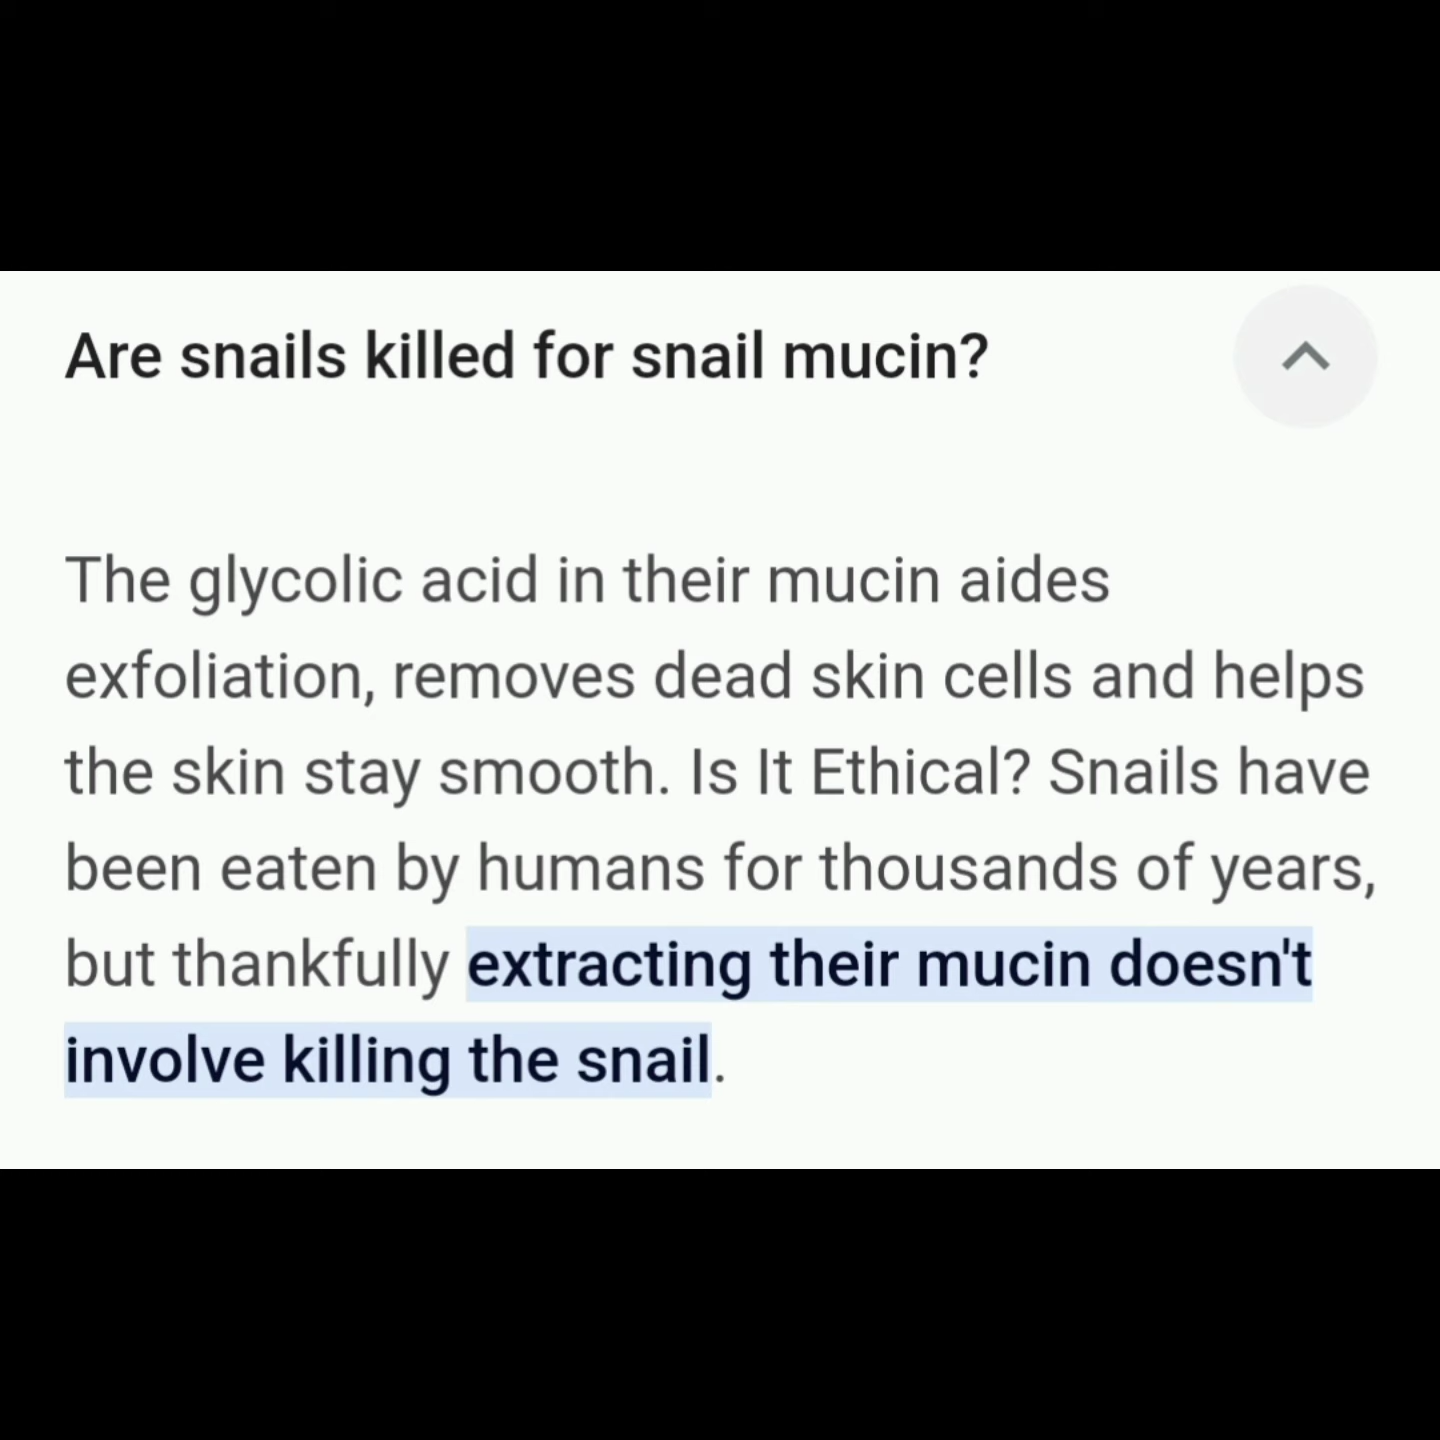 Are snails killed for snail mucin?
The glycolic acid in their mucin aides
exfoliation, removes dead skin cells and helps
the skin stay smooth. Is It Ethical? Snails have
been eaten by humans for thousands of years,
but thankfully extracting their mucin doesn't
involve killing the snail.